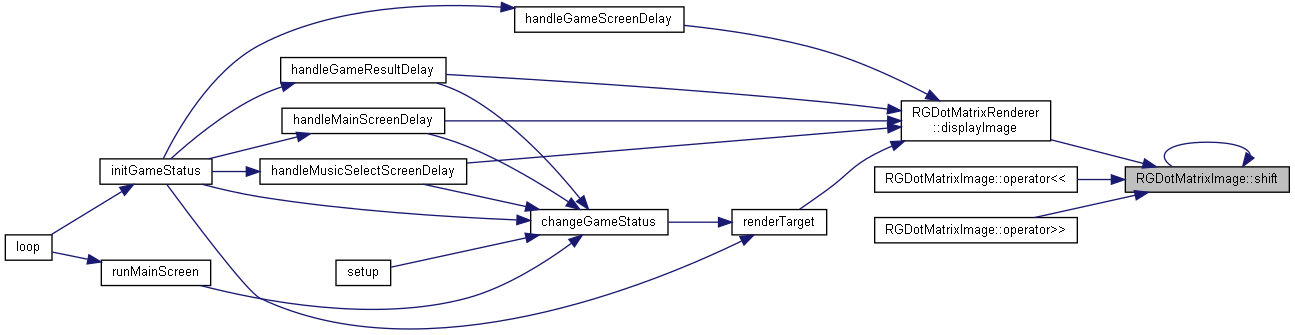 handleGameScreenDelay
handleGameResultDelay
handleMainScreenDelay
RGDotMatrixRenderer
::displayImage
initGameStatus
handleMusicSelectScreenDelay
RGDotMatrixImage::operator<<
RGDotMatrixImage::shift
changeGameStatus
renderTarget
RGDotMatrixImage::operator>>
loop
runMainScreen
setup